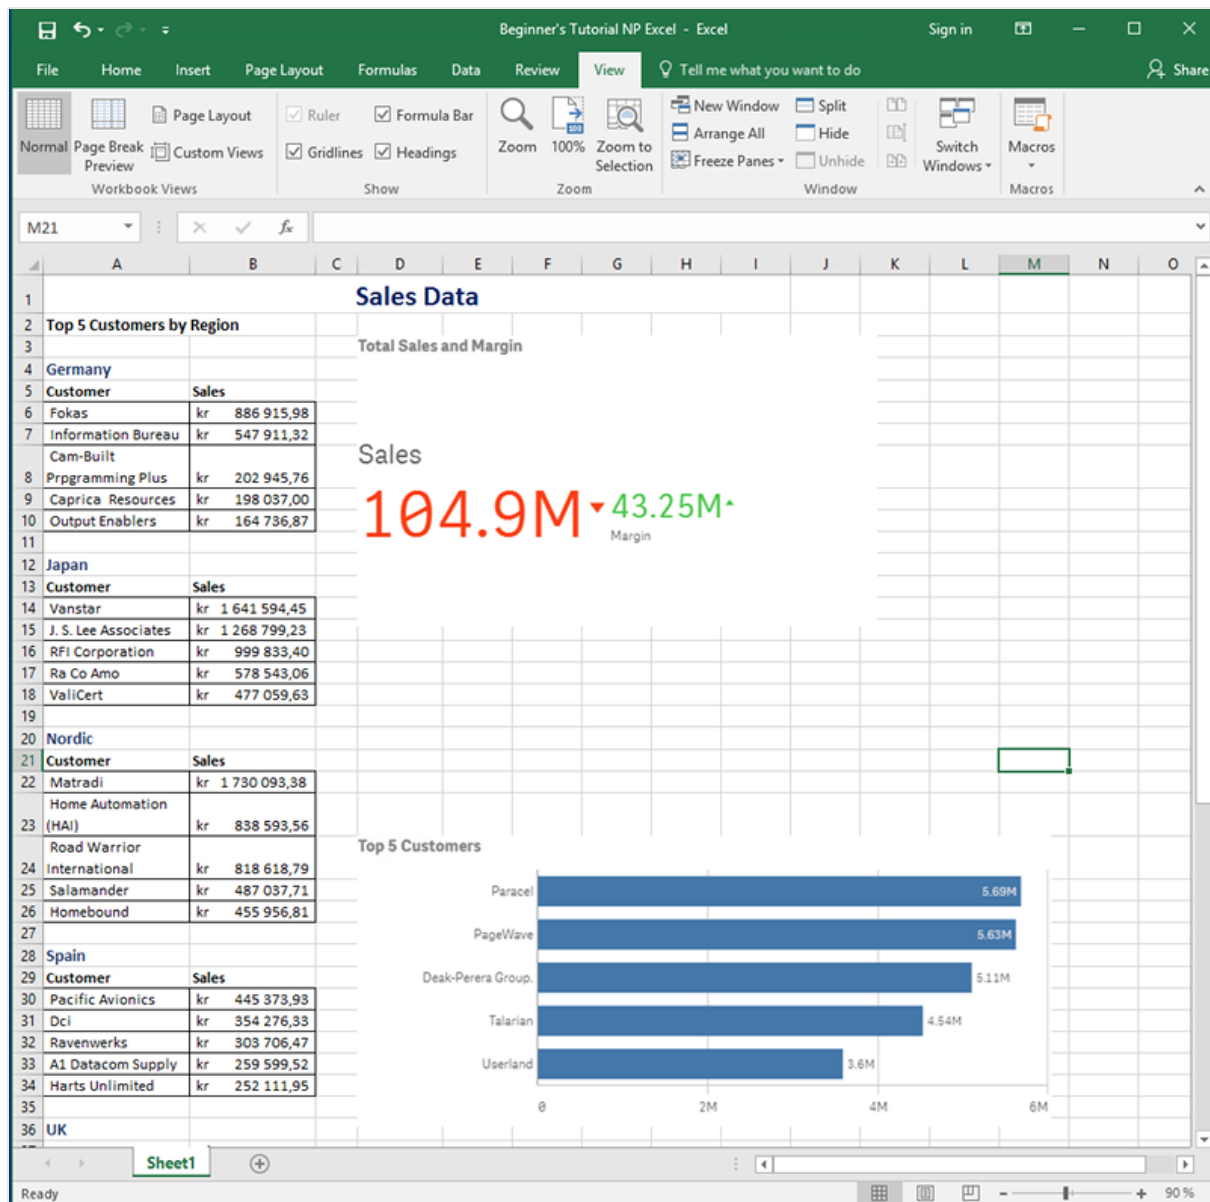 Beginner's Tutorial NP Excel - Excel
Sign in
File Home Insert Page Layout Formulas Data Review View Tell me what you want to do Share
Normal
Page Break Preview
Page Layout
Custom Views
Workbook Views
Ruler
Formula Bar
Gridlines
Headings
Show
Zoom
100%
Zoom to Selection
Zoom
New Window
Arrange All
Freeze Panes
Split
Hide
Unhide
Switch Windows
Window
Macros
Macros
M21
fx
A B C D E F G H I J K L M N O
1 Sales Data
2 Top 5 Customers by Region
3
4 Germany
5 Customer Sales
6 Fokas kr 886 915,98
7 Information Bureau kr 547 911,32
Cam-Built
8 Prpgramming Plus kr 202 945,76
9 Caprica Resources kr 198 037,00
10 Output Enablers kr 164 736,87
11
12 Japan
13 Customer Sales
14 Vanstar kr 1 641 594,45
15 J. S. Lee Associates kr 1 268 799,23
16 RFI Corporation kr 999 833,40
17 Ra Co Amo kr 578 543,06
18 ValiCert kr 477 059,63
19
20 Nordic
21 Customer Sales
22 Matradi kr 1 730 093,38
Home Automation
23 (HAI) kr 838 593,56
Road Warrior
24 International kr 818 618,79
25 Salamander kr 487 037,71
26 Homebound kr 455 956,81
27
28 Spain
29 Customer Sales
30 Pacific Avionics kr 445 373,93
31 Dci kr 354 276,33
32 Ravenwerks kr 303 706,47
33 A1 Datacom Supply kr 259 599,52
34 Harts Unlimited kr 252 111,95
35
36 UK
Total Sales and Margin
Sales
104.9M 43.25M
Margin
Top 5 Customers
Paracel 5.69M
PageWave 5.63M
Deak-Perera Group. 5.11M
Talarian 4.54M
Userland 3.6M
0 2M 4M 6M
Sheet1
Ready
90 %